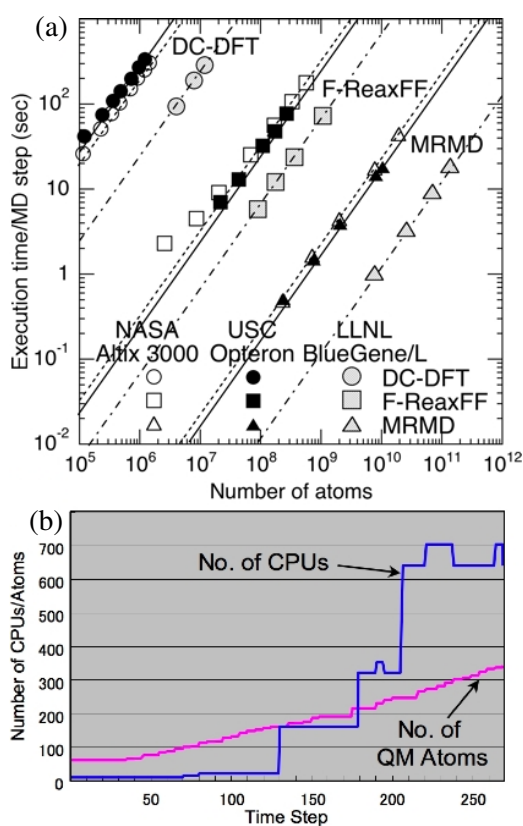 (a)
Execution time/MD step (sec)
10²
10
1
10⁻¹
10⁻²
DC-DFT
F-ReaxFF
MRMD
NASA USC LLNL
Altix 3000 Opteron BlueGene/L
DC-DFT
F-ReaxFF
MRMD
10⁵ 10⁶ 10⁷ 10⁸ 10⁹ 10¹⁰ 10¹¹ 10¹²
Number of atoms
(b)
Number of CPUs/Atoms
700
600
500
400
300
200
100
0
No. of CPUs
No. of
QM Atoms
50 100 150 200 250
Time Step